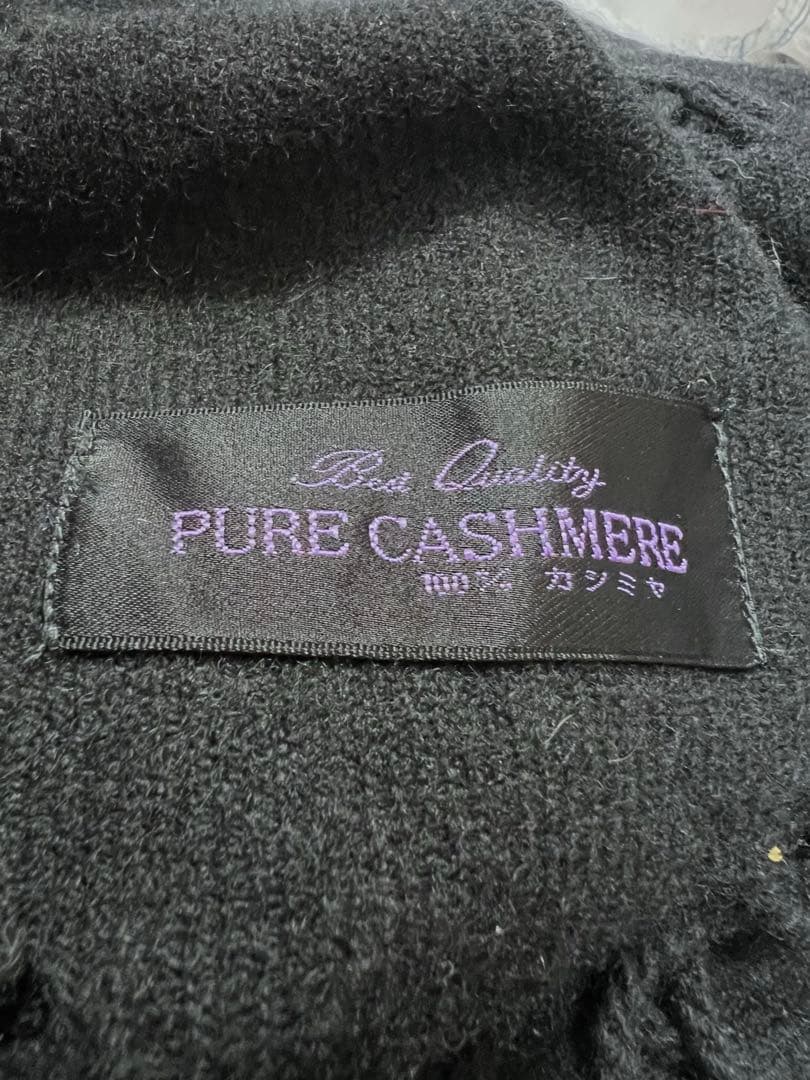 Best Quality
PURE CASHMERE
100% カシミヤ